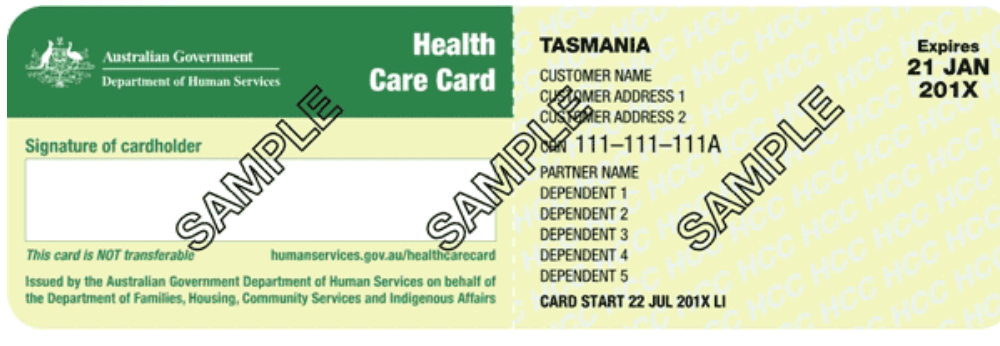 Australian Government
Department of Human Services
Health
Care Card
Signature of cardholder
This card is NOT transferable
humanservices.gov.au/healthcarecard
Issued by the Australian Government Department of Human Services on behalf of
the Department of Families, Housing, Community Services and Indigenous Affairs
SAMPLE
SAMPLE
TASMANIA
CUSTOMER NAME
CUSTOMER ADDRESS 1
CUSTOMER ADDRESS 2
CRN 111–111–111A
PARTNER NAME
DEPENDENT 1
DEPENDENT 2
DEPENDENT 3
DEPENDENT 4
DEPENDENT 5
CARD START 22 JUL 201X LI
Expires
21 JAN
201X
SAMPLE
HCC HCC HCC